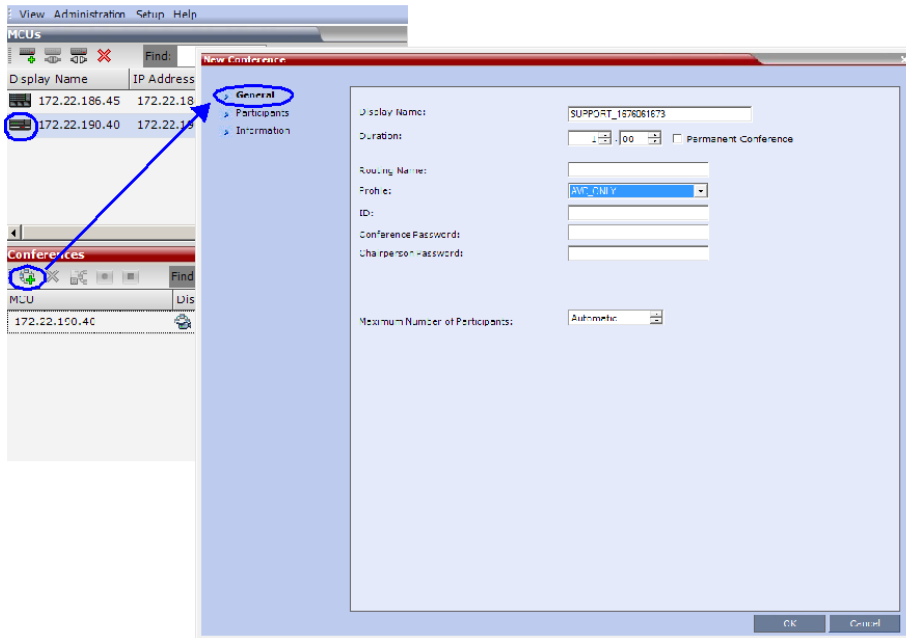 View Administration Setup Help
MCUs
Find:
Display Name IP Address
172.22.186.45 172.22.18
172.22.190.40 172.22.19
Conferences
Find
MCU Dis
172.22.190.40
New Conference
General
Participants
Information
Display Name: SUPPORT_1676061673
Duration: 1 : 00 Permanent Conference
Routing Name:
Profile: AVC_ONLY
ID:
Conference Password:
Chairperson Password:
Maximum Number of Participants: Automatic
OK Cancel